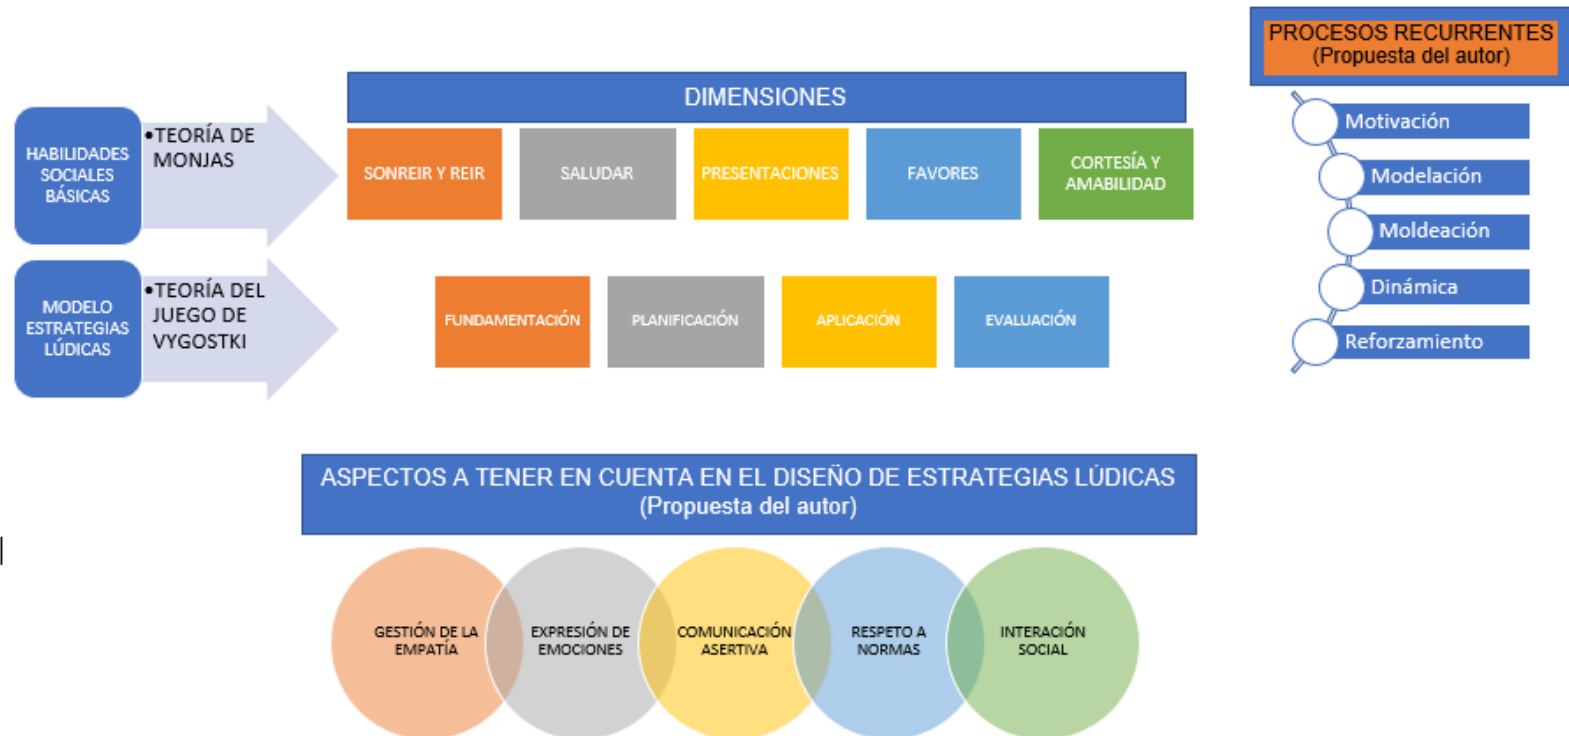 PROCESOS RECURRENTES
(Propuesta del autor)
DIMENSIONES
HABILIDADES
SOCIALES
BÁSICAS
•TEORÍA DE
MONJAS
SONREIR Y REIR
SALUDAR
PRESENTACIONES
FAVORES
CORTESÍA Y
AMABILIDAD
MODELO
ESTRATEGIAS
LÚDICAS
•TEORÍA DEL
JUEGO DE
VYGOSTKI
FUNDAMENTACIÓN
PLANIFICACIÓN
APLICACIÓN
EVALUACIÓN
Motivación
Modelación
Moldeación
Dinámica
Reforzamiento
ASPECTOS A TENER EN CUENTA EN EL DISEÑO DE ESTRATEGIAS LÚDICAS
(Propuesta del autor)
GESTIÓN DE LA
EMPATÍA
EXPRESIÓN DE
EMOCIONES
COMUNICACIÓN
ASERTIVA
RESPETO A
NORMAS
INTERACIÓN
SOCIAL